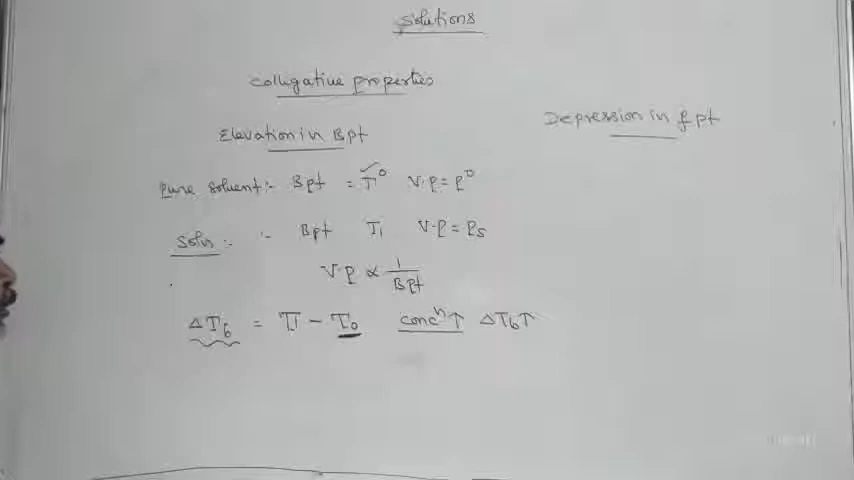 Solutions
Colligative properties
Elevation in Bpt
Depression in fpt
Pure solvent:- Bpt = T° V.P = P°
Soln :- Bpt T₁ V.P = Ps
V.P ∝ 1/Bpt
ΔTb = T₁ - T₀ concⁿ↑ ΔTb↑